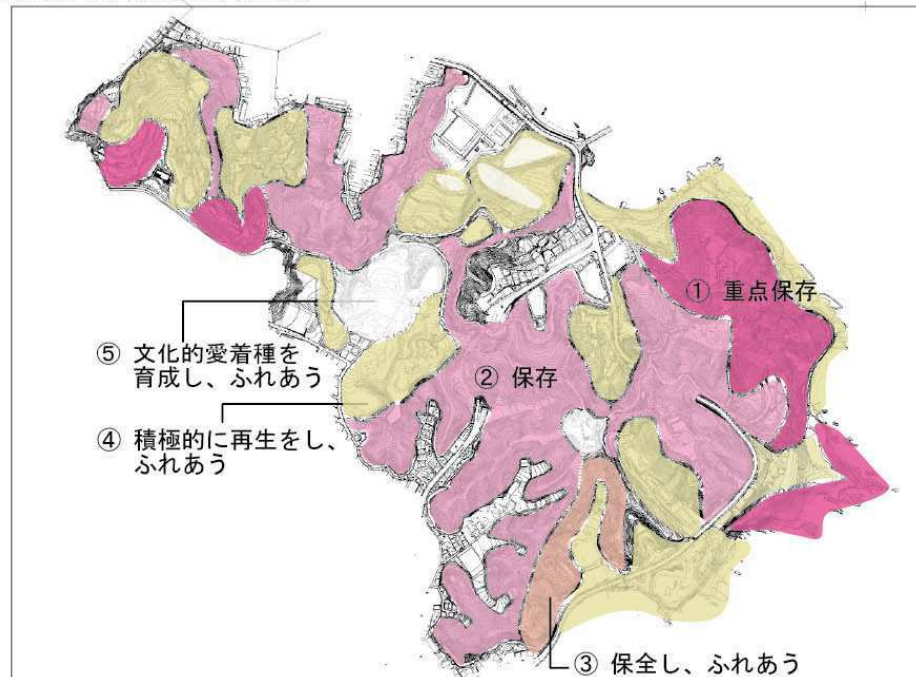 ① 重点保存
⑤ 文化的愛着種を
育成し、ふれあう
② 保存
④ 積極的に再生をし、
ふれあう
③ 保全し、ふれあう